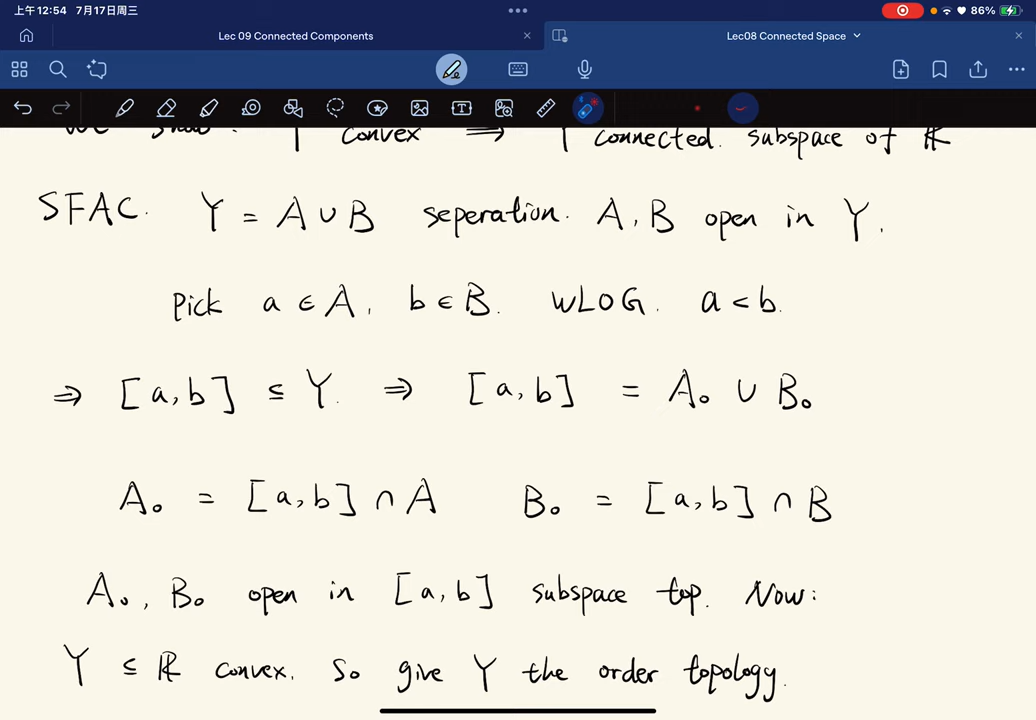 上午12:54 7月17日周三
86%
Lec 09 Connected Components
Lec08 Connected Space
We show: Y convex ⇒ Y connected. subspace of ℝ
SFAC. Y = A ∪ B seperation. A, B open in Y.
Pick a ∈ A, b ∈ B. WLOG. a < b.
⇒ [a, b] ⊆ Y. ⇒ [a, b] = A₀ ∪ B₀
A₀ = [a, b] ∩ A B₀ = [a, b] ∩ B
A₀, B₀ open in [a, b] subspace top. Now:
Y ⊆ ℝ convex. So give Y the order topology.